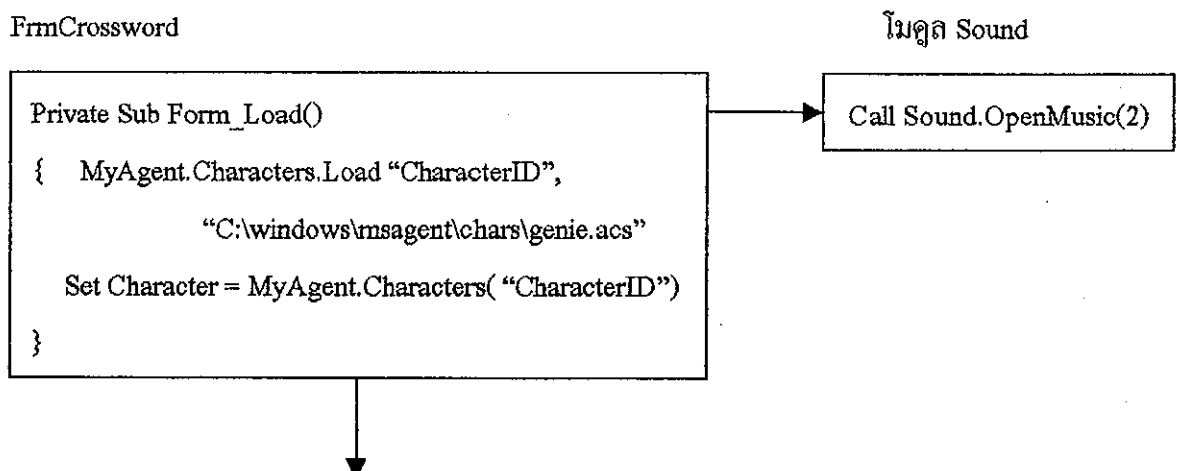 FrmCrossword
โมดูล Sound
Private Sub Form_Load()
{ MyAgent.Characters.Load “CharacterID”,
“C:\windows\msagent\chars\genie.acs”
Set Character = MyAgent.Characters( “CharacterID”)
}
Call Sound.OpenMusic(2)